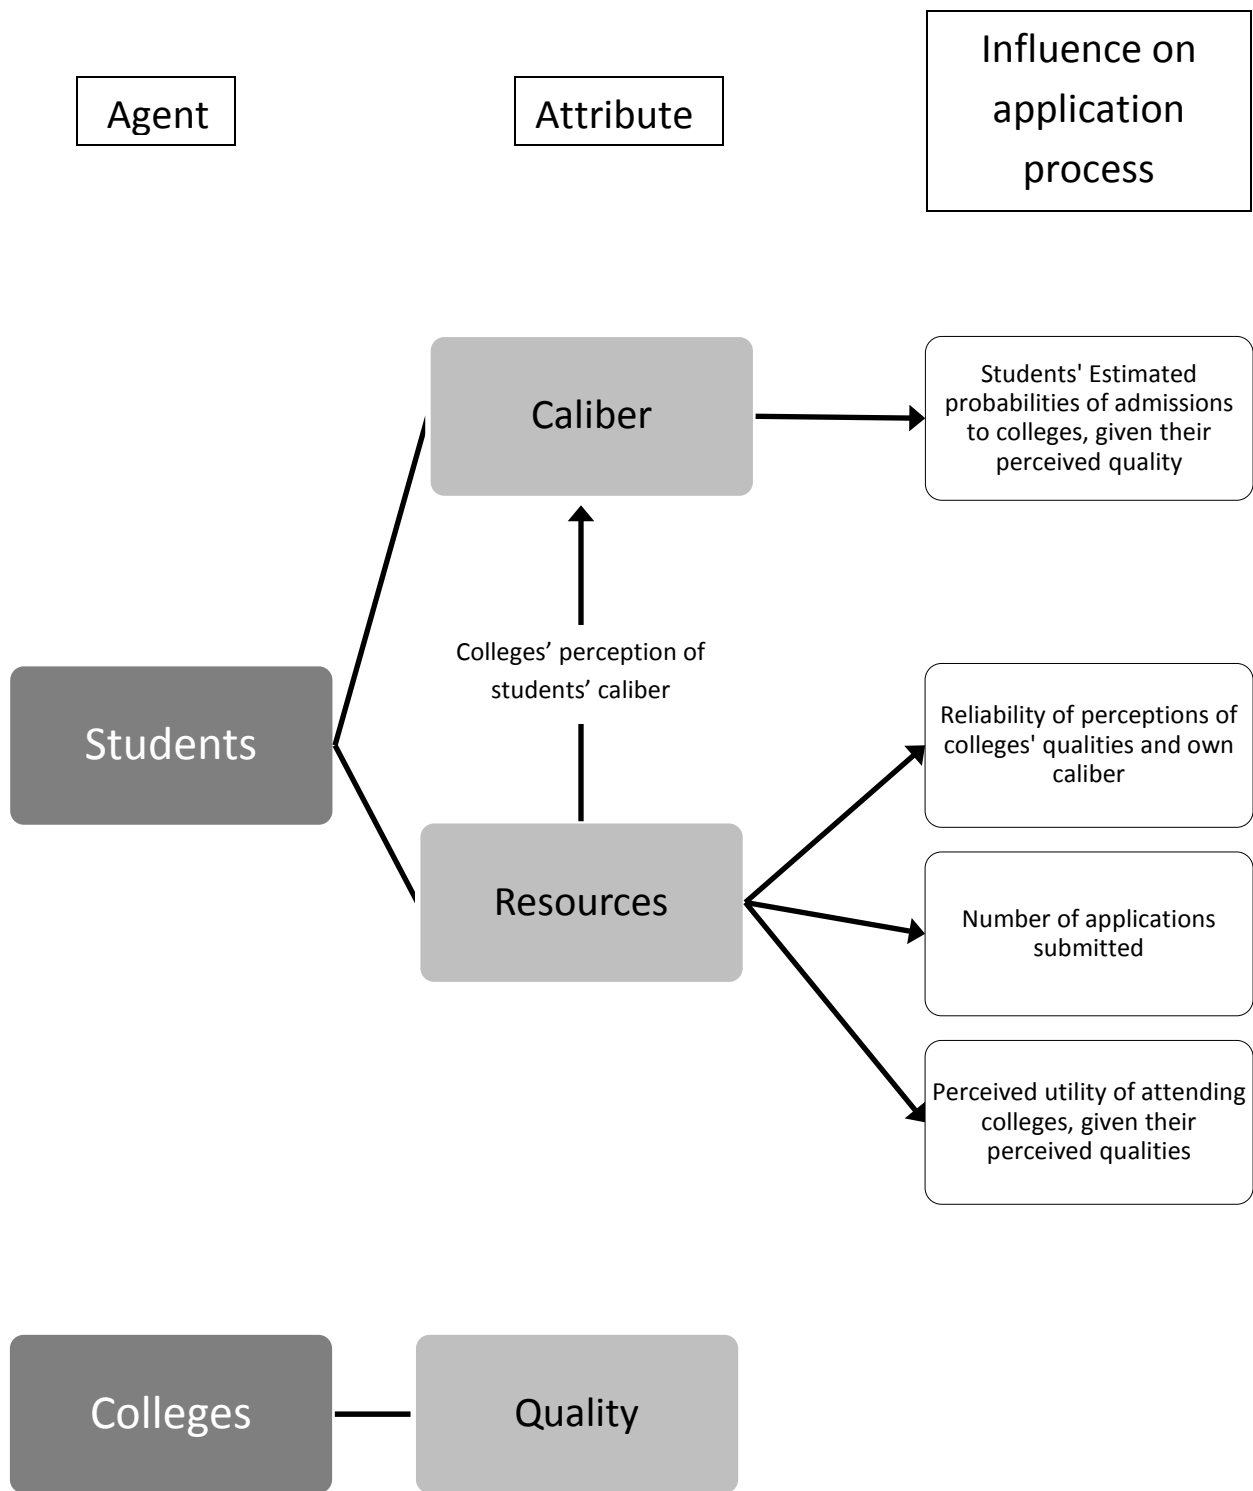 Agent
Attribute
Influence on
application
process
Caliber
Students' Estimated
probabilities of admissions
to colleges, given their
perceived quality
Colleges’ perception of
students’ caliber
Students
Reliability of perceptions of
colleges' qualities and own
caliber
Resources
Number of applications
submitted
Perceived utility of attending
colleges, given their
perceived qualities
Colleges
Quality